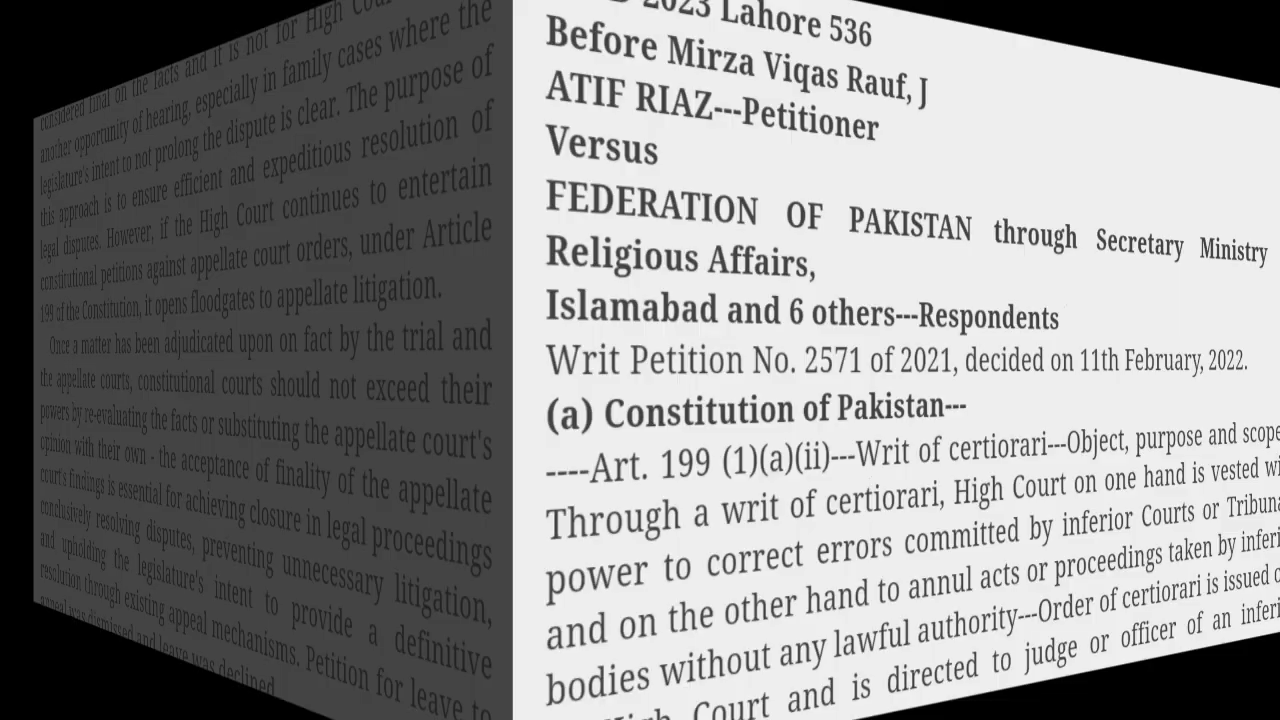 considered final on the facts and it is not for High
another opportunity of hearing, especially in family cases where the
legislature's intent to not prolong the dispute is clear. The purpose of
this approach is to ensure efficient and expeditious resolution of
legal disputes. However, if the High Court continues to entertain
constitutional petitions against appellate court orders, under Article
199 of the Constitution, it opens floodgates to appellate litigation.
Once a matter has been adjudicated upon on fact by the trial and
the appellate courts, constitutional courts should not exceed their
powers by re-evaluating the facts or substituting the appellate court's
opinion with their own - the acceptance of finality of the appellate
court's findings is essential for achieving closure in legal proceedings
conclusively resolving disputes, preventing unnecessary litigation,
and upholding the legislature's intent to provide a definitive
resolution through existing appeal mechanisms. Petition for leave to
appeal was dismissed and leave was declined
2023 Lahore 536
Before Mirza Viqas Rauf, J
ATIF RIAZ---Petitioner
Versus
FEDERATION OF PAKISTAN through Secretary Ministry
Religious Affairs,
Islamabad and 6 others---Respondents
Writ Petition No. 2571 of 2021, decided on 11th February, 2022.
(a) Constitution of Pakistan---
----Art. 199 (1)(a)(ii)---Writ of certiorari---Object, purpose and scope
Through a writ of certiorari, High Court on one hand is vested
power to correct errors committed by inferior Courts or
and on the other hand to annul acts or proceedings taken by
bodies without any lawful authority---Order of certiorari is issued
High Court and is directed to judge or officer of an